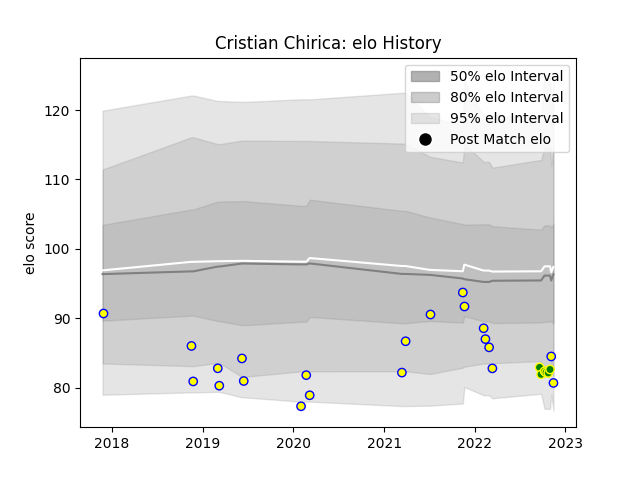 Cristian Chirica: elo History
50% elo Interval
80% elo Interval
95% elo Interval
Post Match elo
elo score
120
110
100
90
80
2018 2019 2020 2021 2022 2023